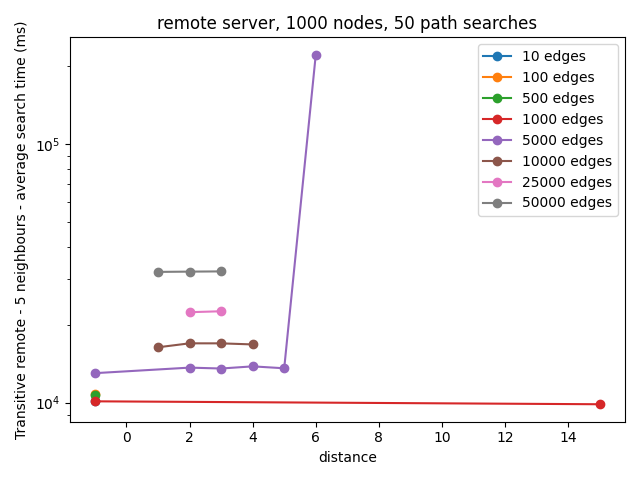 remote server, 1000 nodes, 50 path searches
Transitive remote - 5 neighbours - average search time (ms)
10^5
10^4
10 edges
100 edges
500 edges
1000 edges
5000 edges
10000 edges
25000 edges
50000 edges
0 2 4 6 8 10 12 14
distance